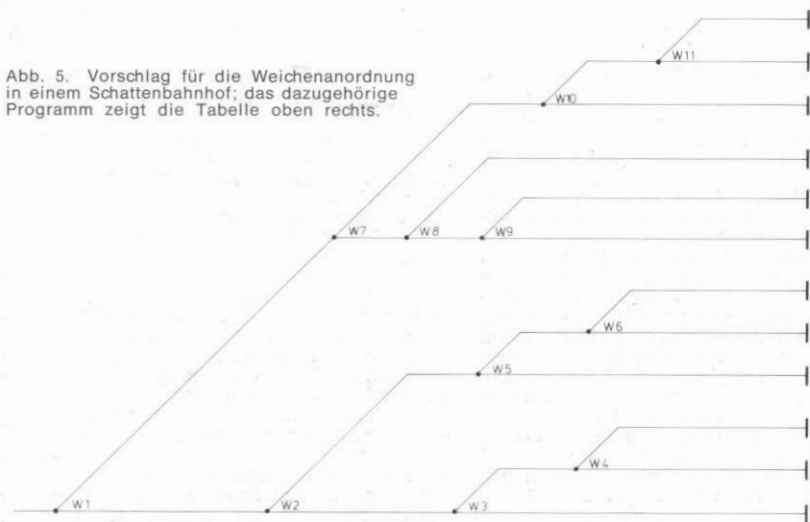 Abb. 5. Vorschlag für die Weichenanordnung
in einem Schattenbahnhof; das dazugehörige
Programm zeigt die Tabelle oben rechts.
W11
W10
W7
W8
W9
W6
W5
W4
W1
W2
W3